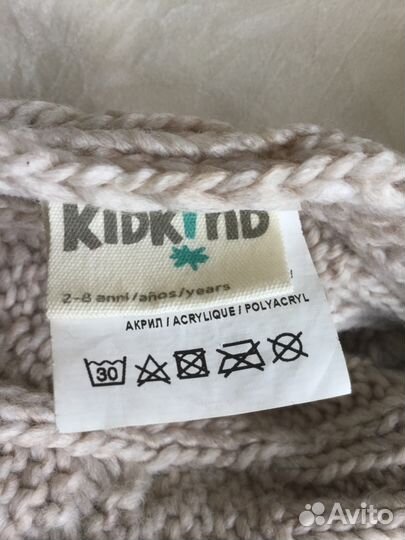 KIDKIND
2-8 anni/años/years
АКРИЛ / ACRYLIQUE / POLYACRYL
30
Avito